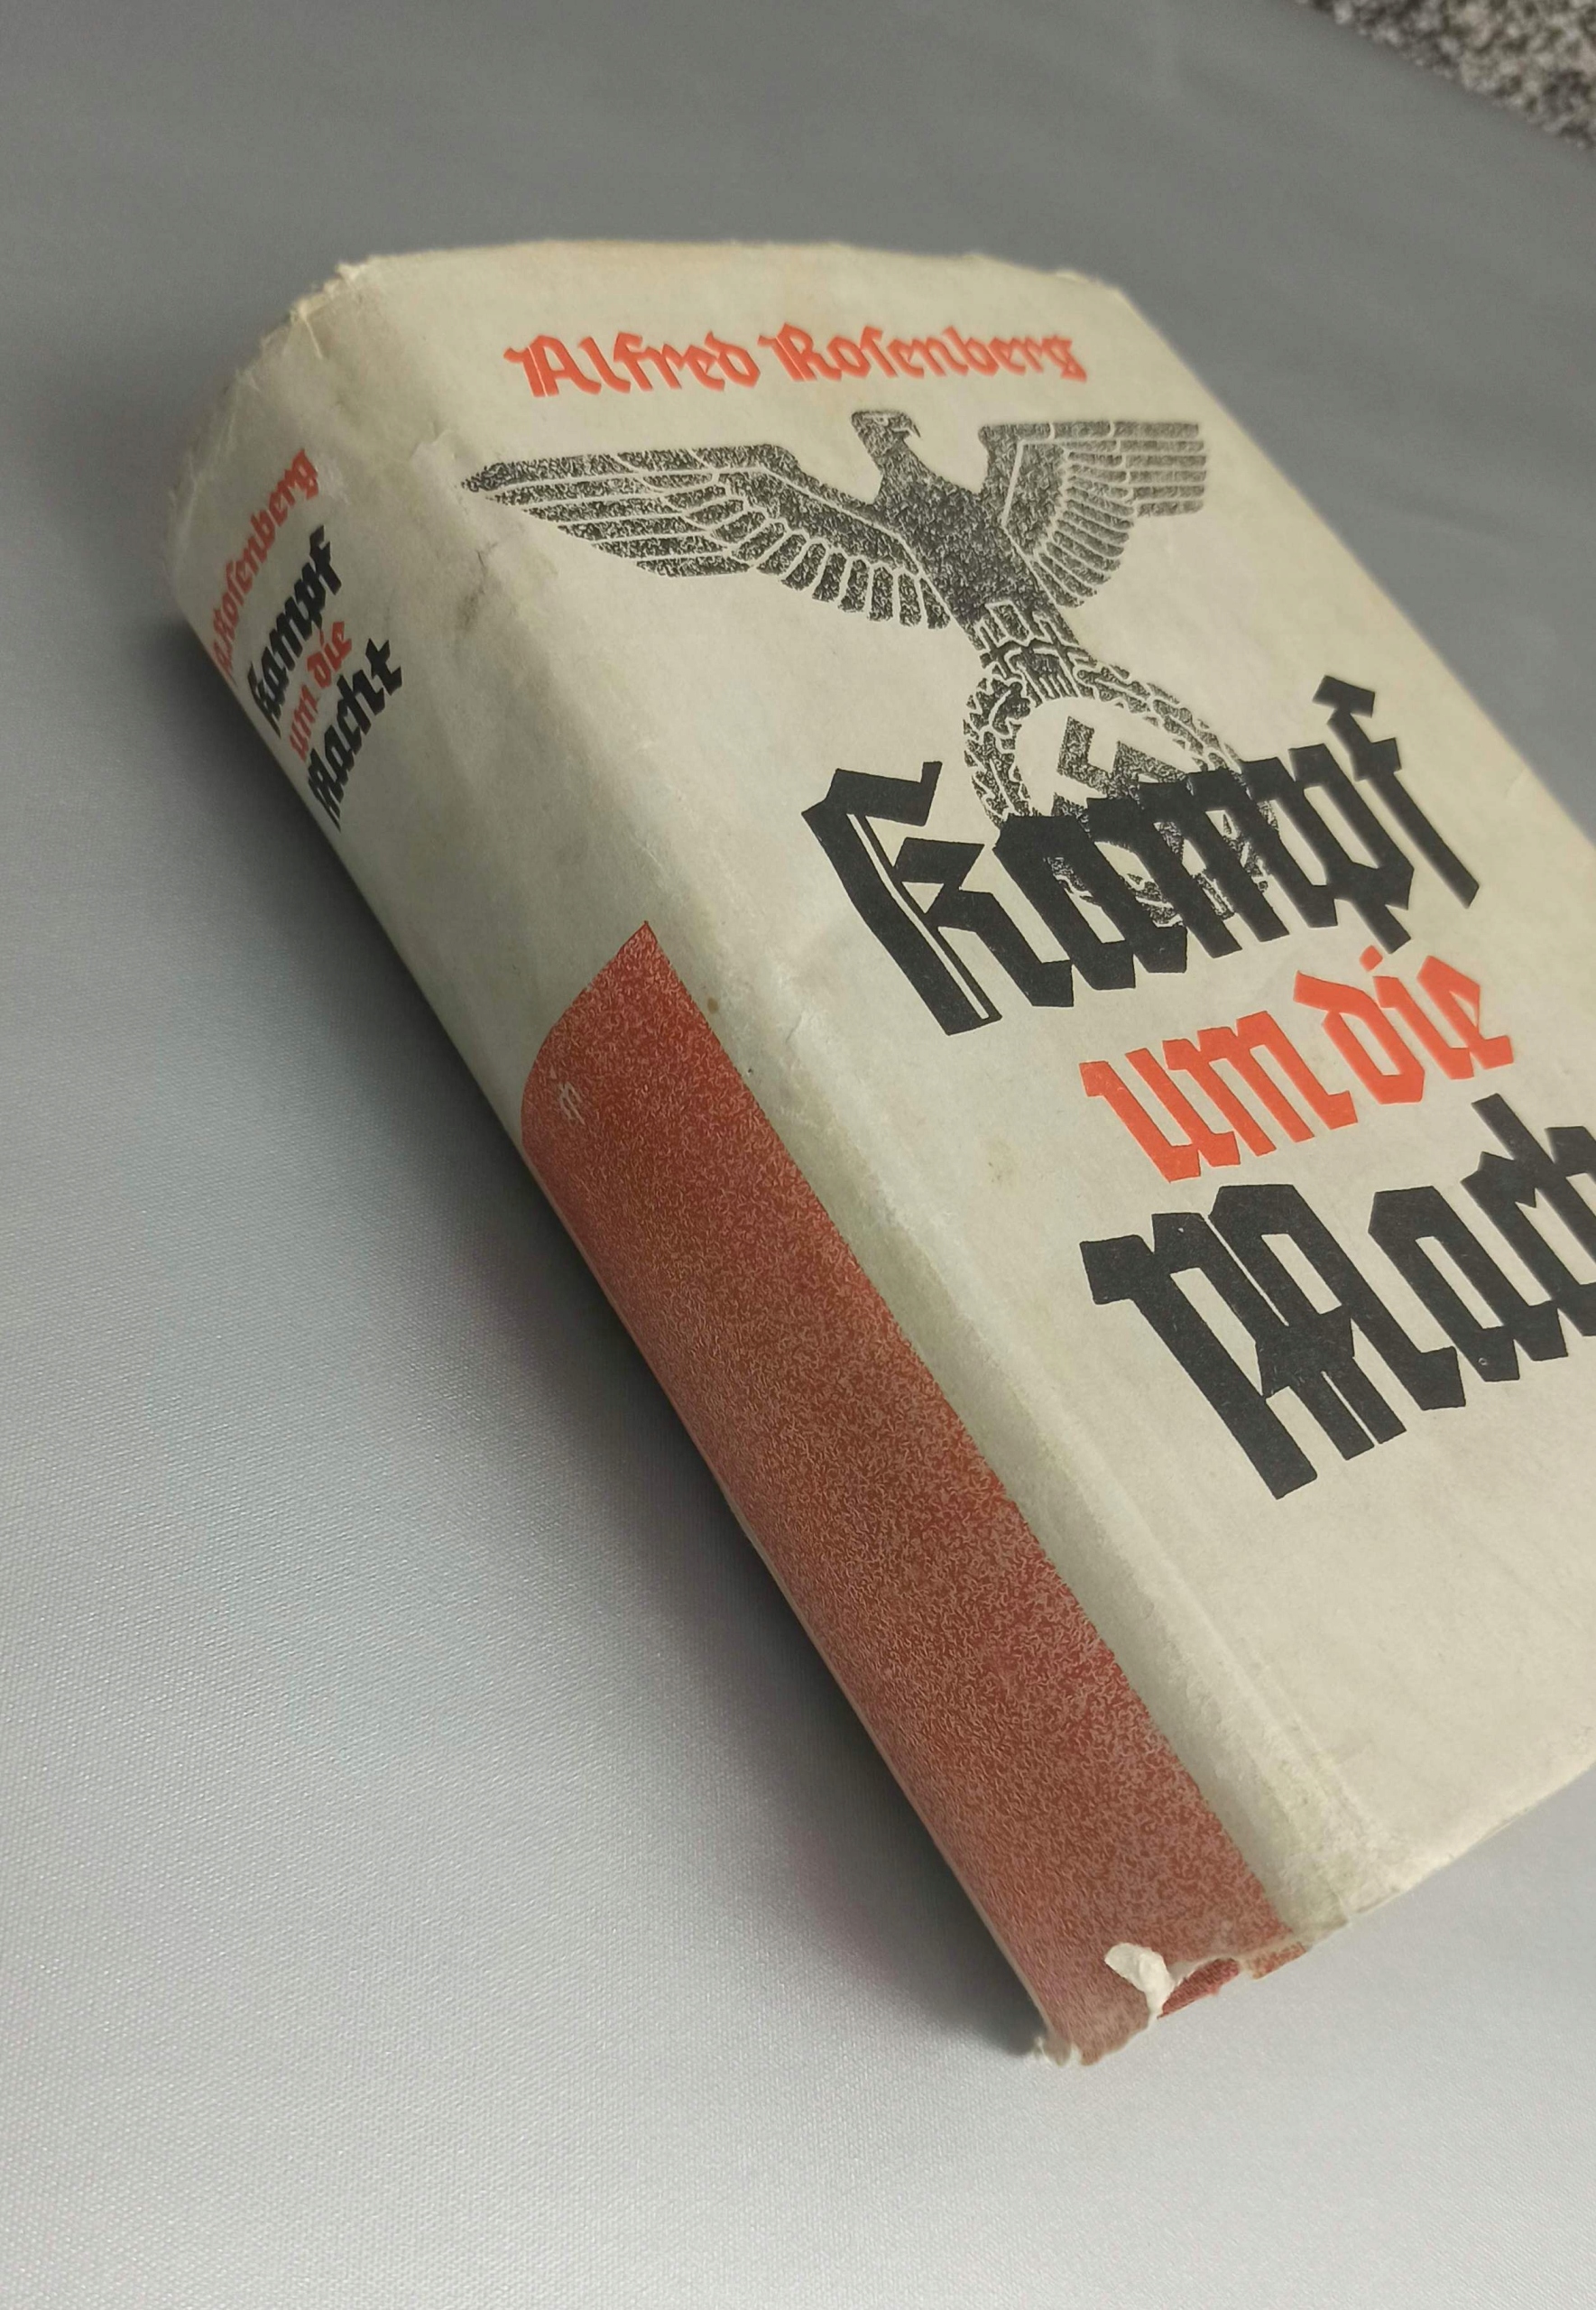 A. Rosenberg
Kampf
um die
Macht
Alfred Rosenberg
Kampf
um die
Mach